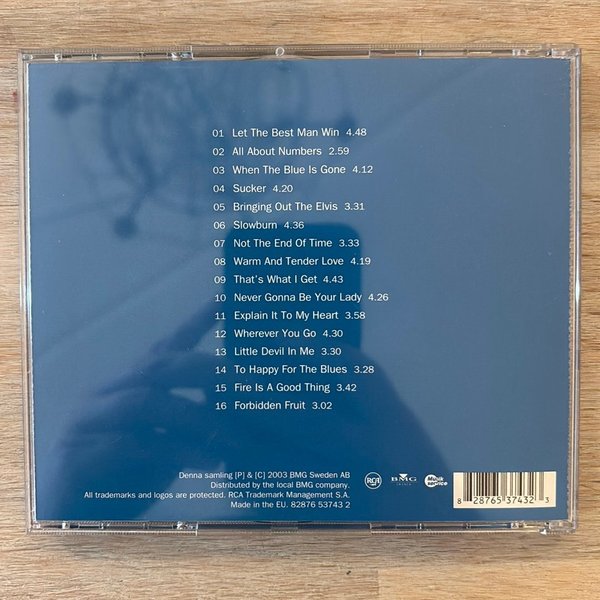 01 Let The Best Man Win 4.48
02 All About Numbers 2.59
03 When The Blue Is Gone 4.12
04 Sucker 4.20
05 Bringing Out The Elvis 3.31
06 Slowburn 4.36
07 Not The End Of Time 3.33
08 Warm And Tender Love 4.19
09 That's What I Get 4.43
10 Never Gonna Be Your Lady 4.26
11 Explain It To My Heart 3.58
12 Wherever You Go 4.30
13 Little Devil In Me 3.30
14 To Happy For The Blues 3.28
15 Fire Is A Good Thing 3.42
16 Forbidden Fruit 3.02
Denna samling [P] & [C] 2003 BMG Sweden AB
Distributed by the local BMG company.
All trademarks and logos are protected. RCA Trademark Management S.A.
Made in the EU. 82876 53743 2
RCA
BMG
Musik
service
8 28765 37432 3